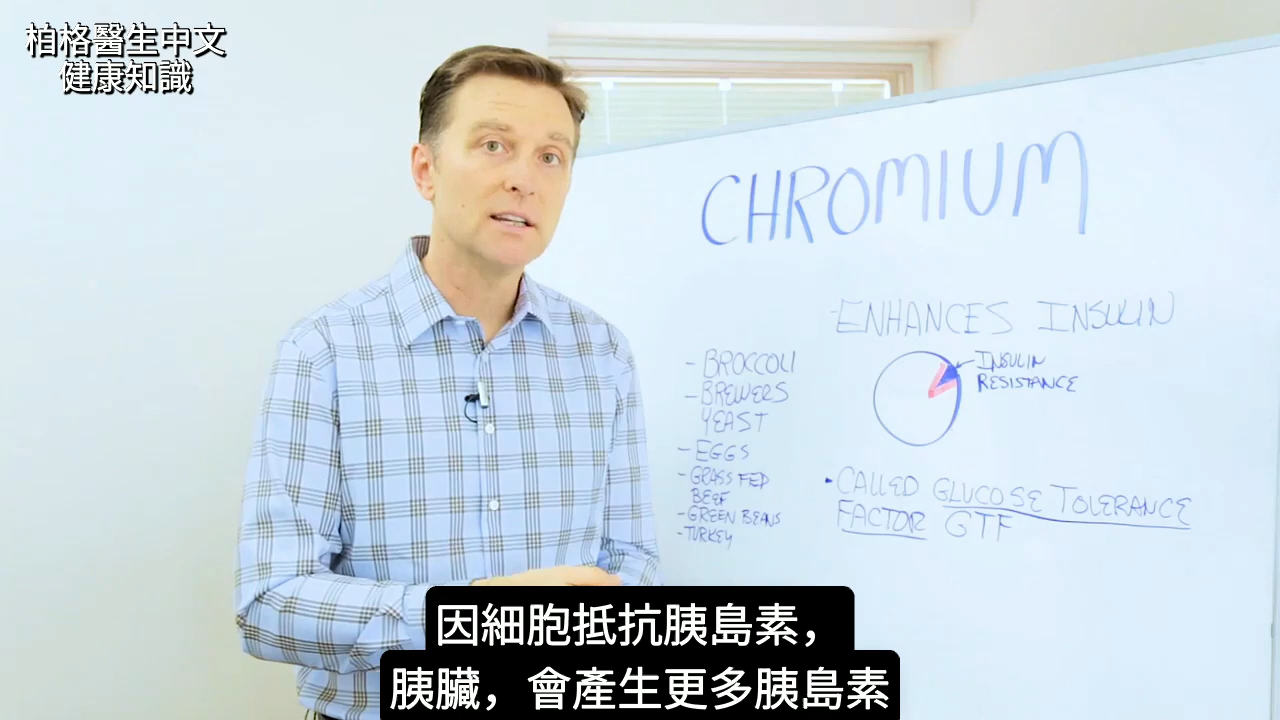 柏格醫生中文
健康知識
CHROMIUM
- ENHANCES INSULIN
INSULIN
RESISTANCE
- BROCCOLI
- BREWERS
YEAST
- EGGS
- GRASS FED
BEEF
- GREEN BEANS
- TURKEY
• CALLED GLUCOSE TOLERANCE
FACTOR GTF
因細胞抵抗胰島素，
胰臟，會產生更多胰島素